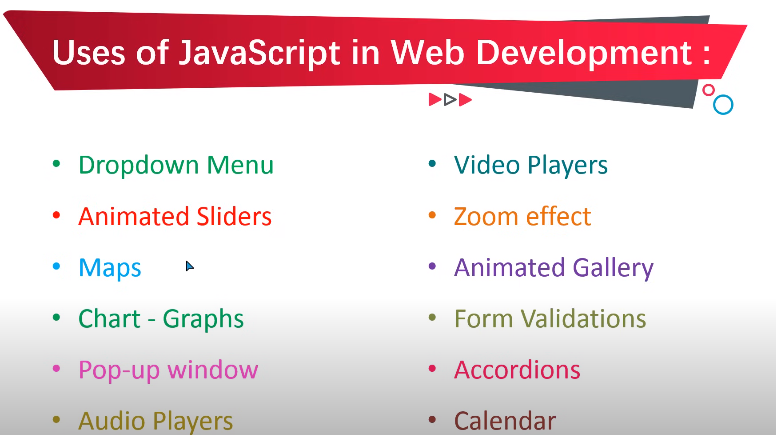 Uses of JavaScript in Web Development :
• Dropdown Menu
• Animated Sliders
• Maps
• Chart - Graphs
• Pop-up window
• Audio Players
• Video Players
• Zoom effect
• Animated Gallery
• Form Validations
• Accordions
• Calendar